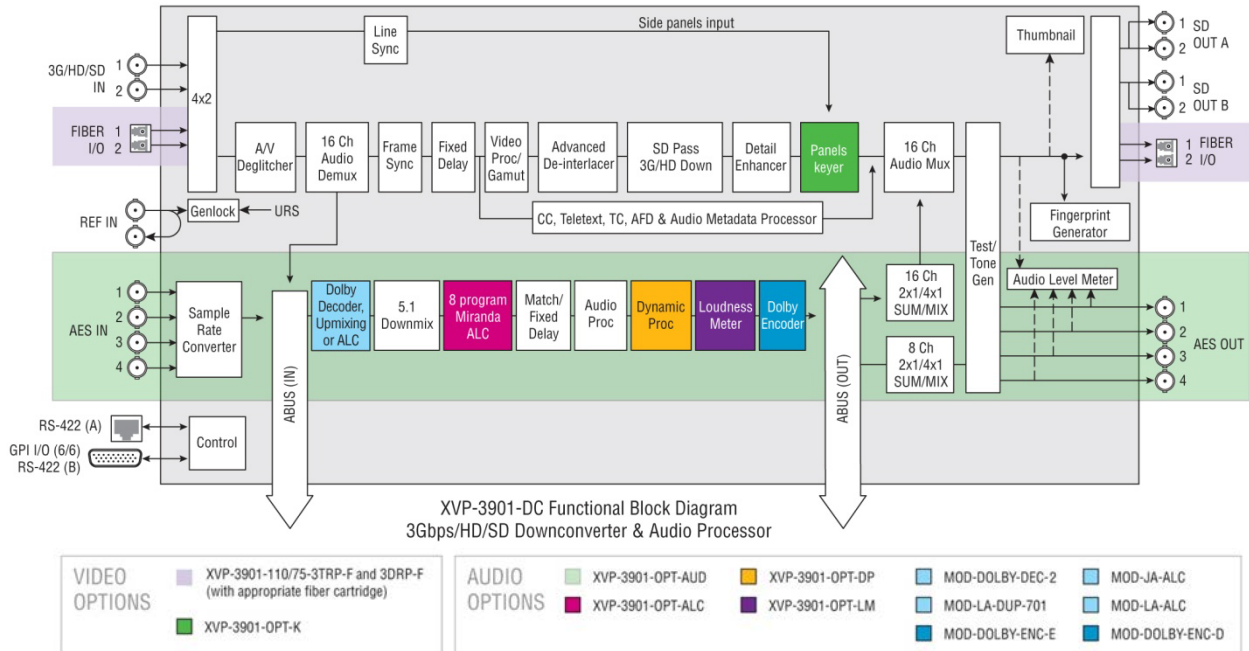 Side panels input
Line
Sync
Thumbnail
1
SD
OUT A
2
3G/HD/SD
IN
1
2
4x2
1
SD
OUT B
2
FIBER
I/O
1
2
A/V
Deglitcher
16 Ch
Audio
Demux
Frame
Sync
Fixed
Delay
Video
Proc/
Gamut
Advanced
De-interlacer
SD Pass
3G/HD Down
Detail
Enhancer
Panels
keyer
16 Ch
Audio Mux
1 FIBER
2 I/O
REF IN
Genlock
URS
CC, Teletext, TC, AFD & Audio Metadata Processor
Fingerprint
Generator
Test/
Tone
Gen
Audio Level Meter
AES IN
1
2
3
4
Sample
Rate
Converter
ABUS (IN)
Dolby
Decoder,
Upmixing
or ALC
5.1
Downmix
8 program
Miranda
ALC
Match/
Fixed
Delay
Audio
Proc
Dynamic
Proc
Loudness
Meter
Dolby
Encoder
ABUS (OUT)
16 Ch
2x1/4x1
SUM/MIX
8 Ch
2x1/4x1
SUM/MIX
1
2
3
4
AES OUT
RS-422 (A)
GPI I/O (6/6)
RS-422 (B)
Control
XVP-3901-DC Functional Block Diagram
3Gbps/HD/SD Downconverter & Audio Processor
VIDEO
OPTIONS
XVP-3901-110/75-3TRP-F and 3DRP-F
(with appropriate fiber cartridge)
XVP-3901-OPT-K
AUDIO
OPTIONS
XVP-3901-OPT-AUD
XVP-3901-OPT-ALC
XVP-3901-OPT-DP
XVP-3901-OPT-LM
MOD-DOLBY-DEC-2
MOD-LA-DUP-701
MOD-DOLBY-ENC-E
MOD-JA-ALC
MOD-LA-ALC
MOD-DOLBY-ENC-D